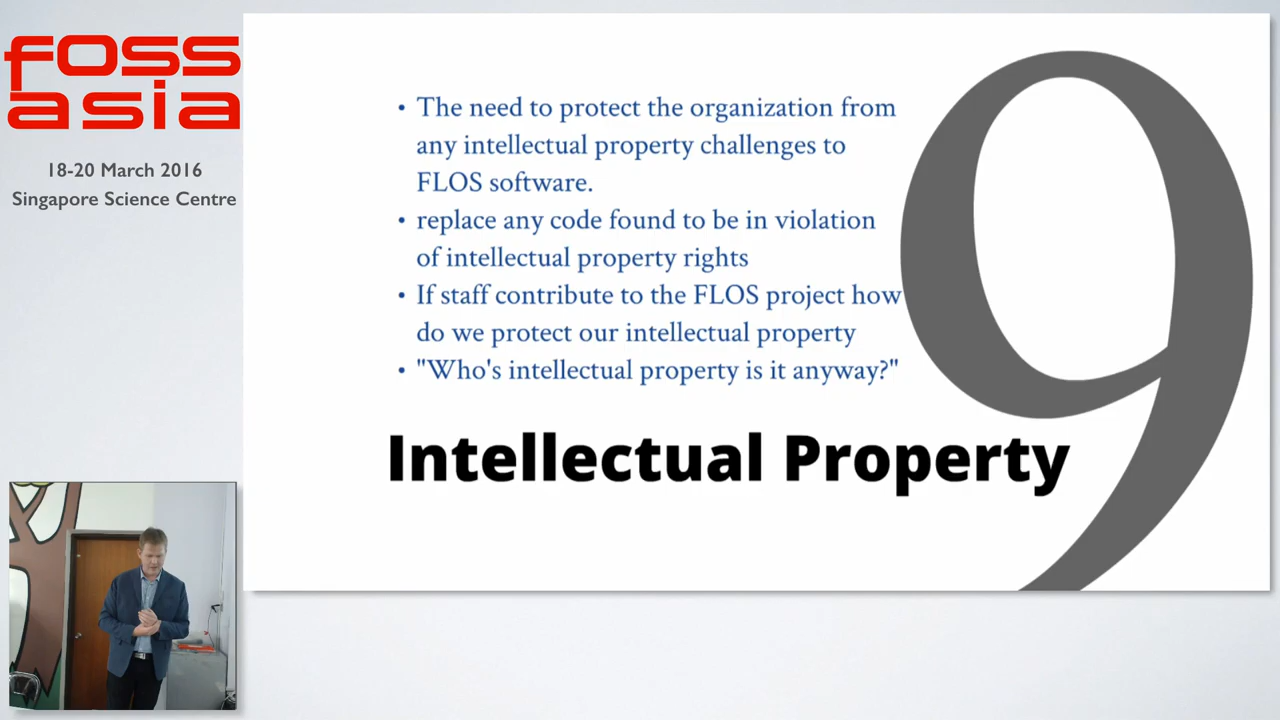 foss
asia
18-20 March 2016
Singapore Science Centre
• The need to protect the organization from
any intellectual property challenges to
FLOS software.
• replace any code found to be in violation
of intellectual property rights
• If staff contribute to the FLOS project how
do we protect our intellectual property
• "Who's intellectual property is it anyway?"
9
Intellectual Property